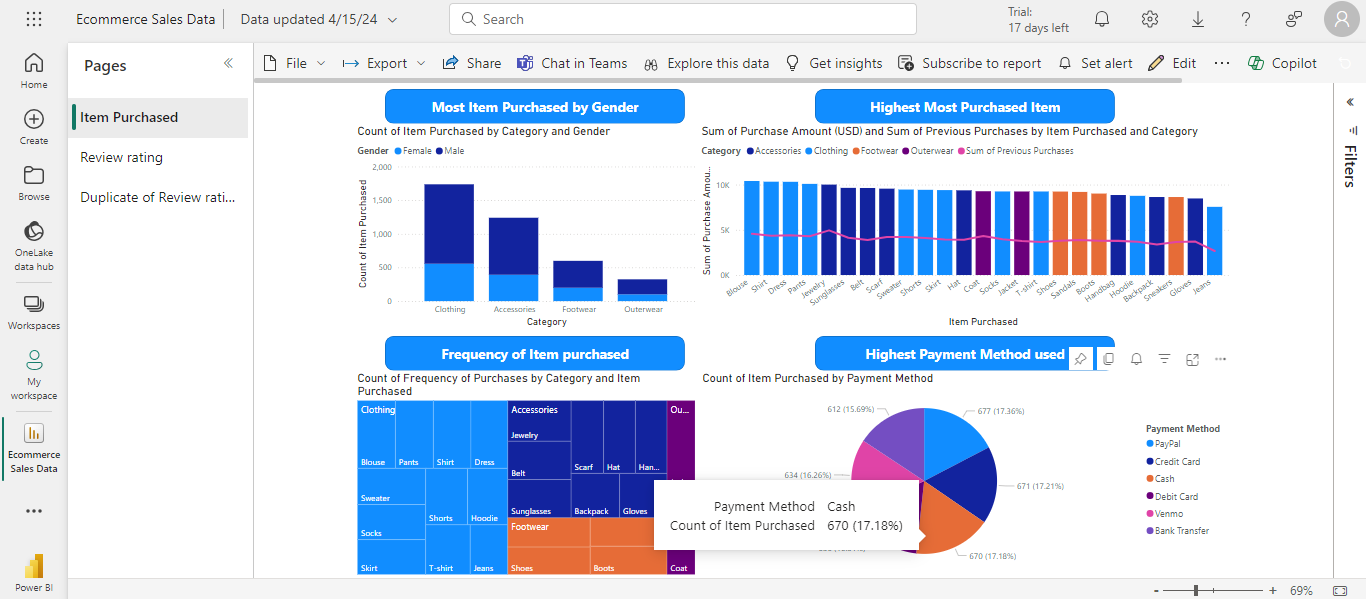 Ecommerce Sales Data
Data updated 4/15/24
Search
Trial:
17 days left
Home
Create
Browse
OneLake
data hub
Workspaces
My
workspace
Ecommerce
Sales Data
Power BI
Pages
Item Purchased
Review rating
Duplicate of Review rati...
File
Export
Share
Chat in Teams
Explore this data
Get insights
Subscribe to report
Set alert
Edit
Copilot
Filters
Most Item Purchased by Gender
Count of Item Purchased by Category and Gender
Gender Female Male
Count of Item Purchased
2,000
1,500
1,000
500
0
Clothing Accessories Footwear Outerwear
Category
Highest Most Purchased Item
Sum of Purchase Amount (USD) and Sum of Previous Purchases by Item Purchased and Category
Category Accessories Clothing Footwear Outerwear Sum of Previous Purchases
Sum of Purchase Amou...
10K
5K
0K
Blouse Shirt Dress Pants Jewelry Sunglasses Belt Scarf Sweater Shorts Skirt Hat Coat Socks Jacket T-shirt Shoes Sandals Boots Handbag Hoodie Backpack Sneakers Gloves Jeans
Item Purchased
Frequency of Item purchased
Count of Frequency of Purchases by Category and Item
Purchased
Clothing
Blouse Pants Shirt Dress
Sweater
Socks
Skirt
Shorts Hoodie
T-shirt Jeans
Accessories
Jewelry
Belt
Sunglasses
Scarf Hat Han...
Backpack Gloves
Footwear
Shoes Boots
Ou...
Coat
Highest Payment Method used
Count of Item Purchased by Payment Method
612 (15.69%)
677 (17.36%)
634 (16.26%)
671 (17.21%)
670 (17.18%)
Payment Method Cash
Count of Item Purchased 670 (17.18%)
Payment Method
PayPal
Credit Card
Cash
Debit Card
Venmo
Bank Transfer
69%